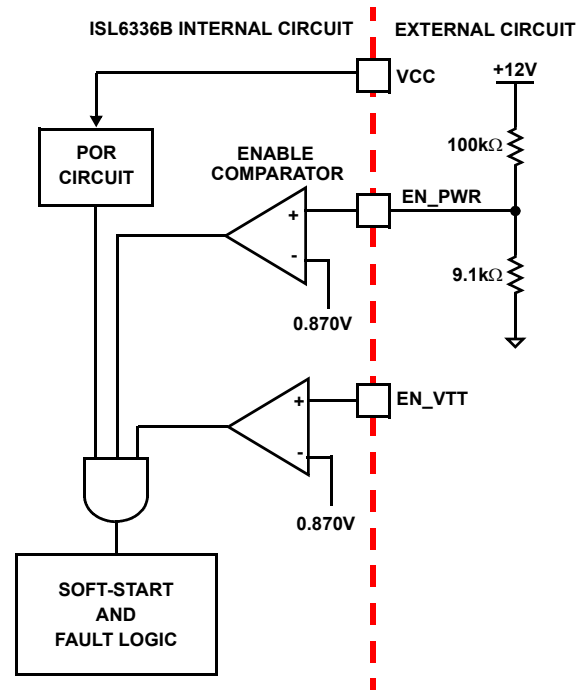 ISL6336B INTERNAL CIRCUIT
EXTERNAL CIRCUIT
VCC
+12V
POR
CIRCUIT
ENABLE
COMPARATOR
100kΩ
EN_PWR
+
-
0.870V
9.1kΩ
+
-
EN_VTT
0.870V
SOFT-START
AND
FAULT LOGIC